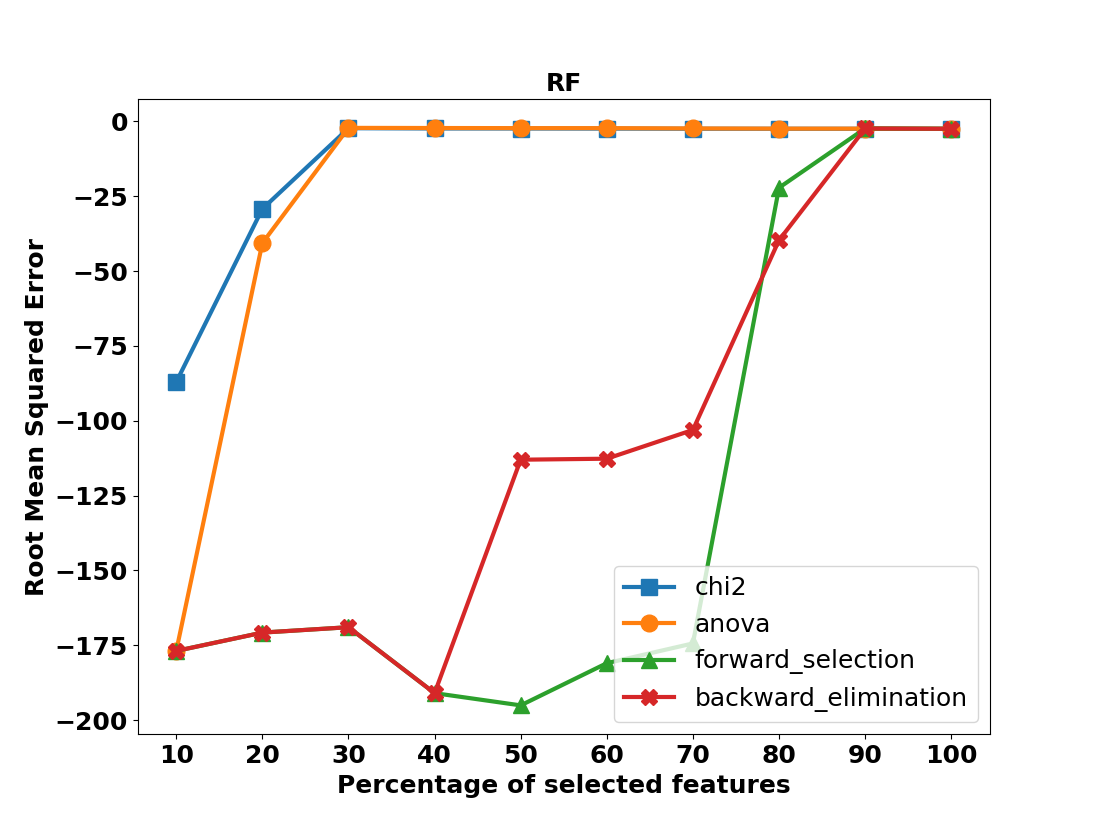 RF
Root Mean Squared Error
0
−25
−50
−75
−100
−125
−150
−175
−200
10 20 30 40 50 60 70 80 90 100
Percentage of selected features
chi2
anova
forward_selection
backward_elimination